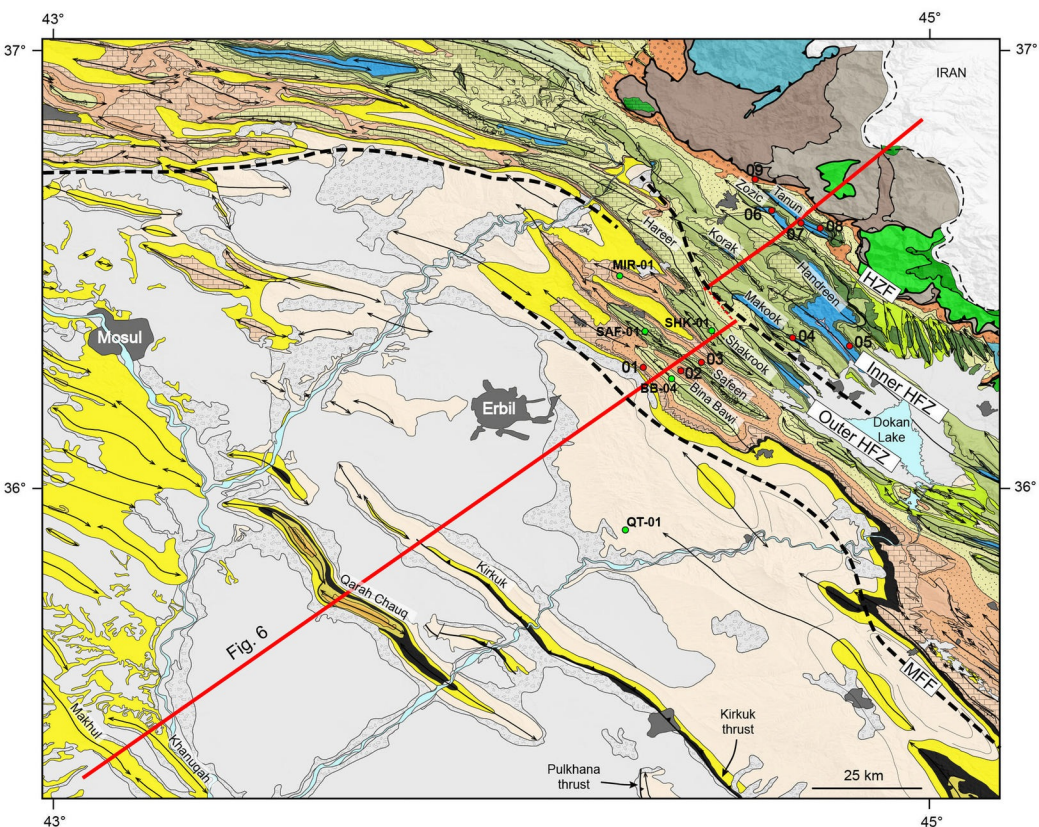 43°
45°
37°
37°
IRAN
09
Zozic
Tanun
06
07
08
Hareer
Korak
Handreen
HZF
MIR-01
Makook
Mosul
SAF-01
SHK-01
04
05
Shakrook
01
03
02
Safeen
BB-04
Bina Bawi
Inner HFZ
Erbil
Outer HFZ
Dokan
Lake
36°
36°
QT-01
Kirkuk
Qarah Chauq
Fig. 6
MFF
Makhul
Khanuqah
Kirkuk
thrust
Pulkhana
thrust
25 km
43°
45°